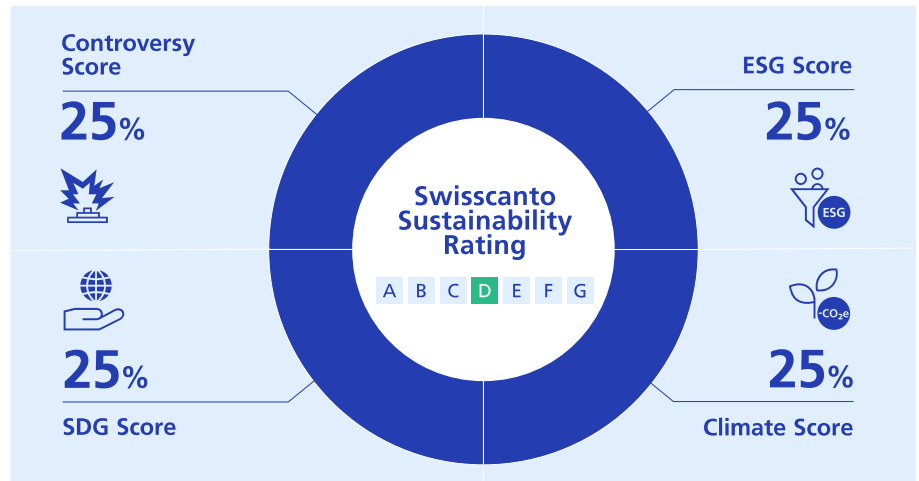 Controversy
Score
25%
ESG Score
25%
ESG
Swisscanto
Sustainability
Rating
A B C D E F G
25%
SDG Score
-CO₂e
25%
Climate Score